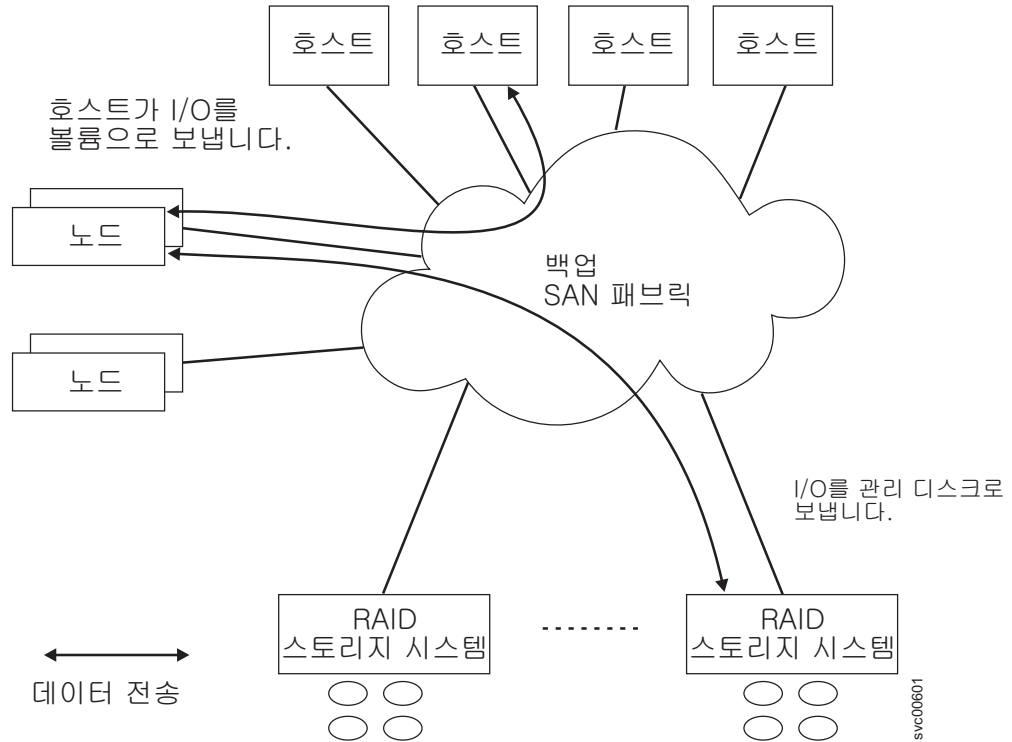 호스트
호스트
호스트
호스트
호스트가 I/O를
볼륨으로 보냅니다.
노드
백업
SAN 패브릭
노드
I/O를 관리 디스크로
보냅니다.
RAID
스토리지 시스템
RAID
스토리지 시스템
데이터 전송
svc00601